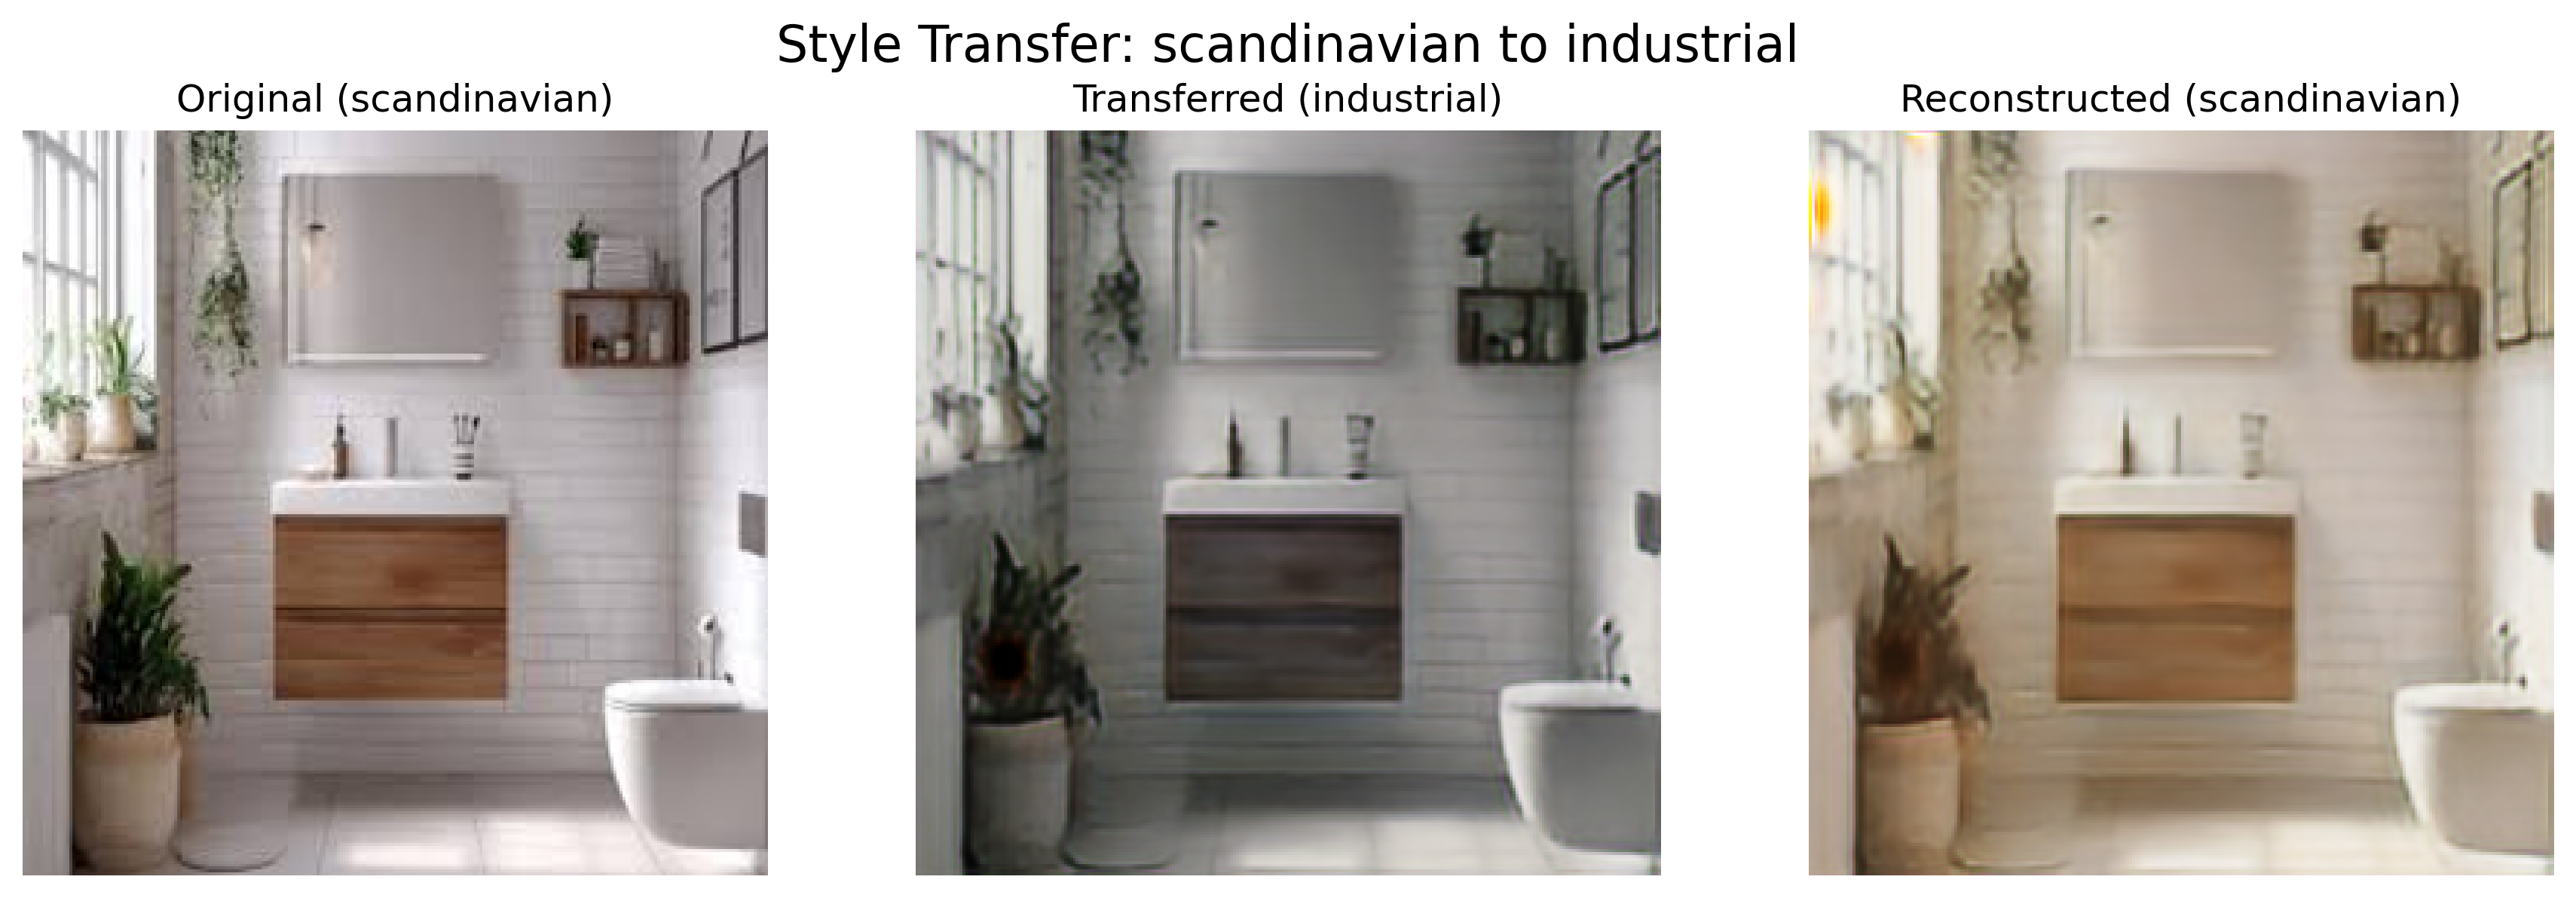 Style Transfer: scandinavian to industrial
Original (scandinavian)
Transferred (industrial)
Reconstructed (scandinavian)